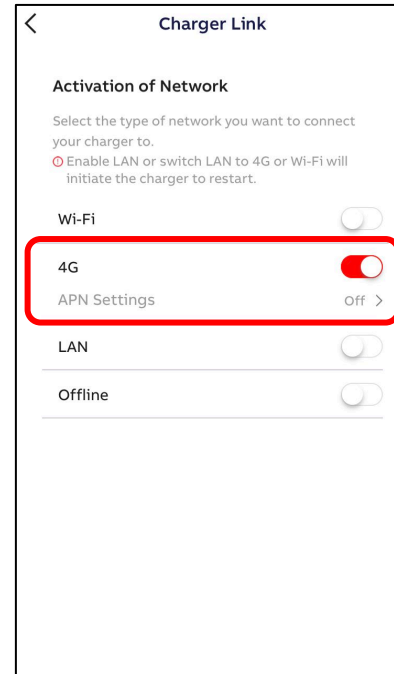 Charger Link
Activation of Network
Select the type of network you want to connect
your charger to.
Enable LAN or switch LAN to 4G or Wi-Fi will
initiate the charger to restart.
Wi-Fi
4G
APN Settings Off >
LAN
Offline